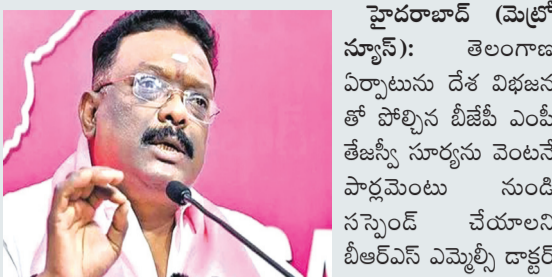 హైదరాబాద్ (మెట్రో
న్యూస్): తెలంగాణ
ఏర్పాటును దేశ విభజన
తో పోల్చిన బీజేపీ ఎంపీ
తేజస్వీ సూర్యను వెంటనే
పార్లమెంటు నుండి
సస్పెండ్ చేయాలని
బీఆర్ఎస్ ఎమ్మెల్సీ డాక్టర్